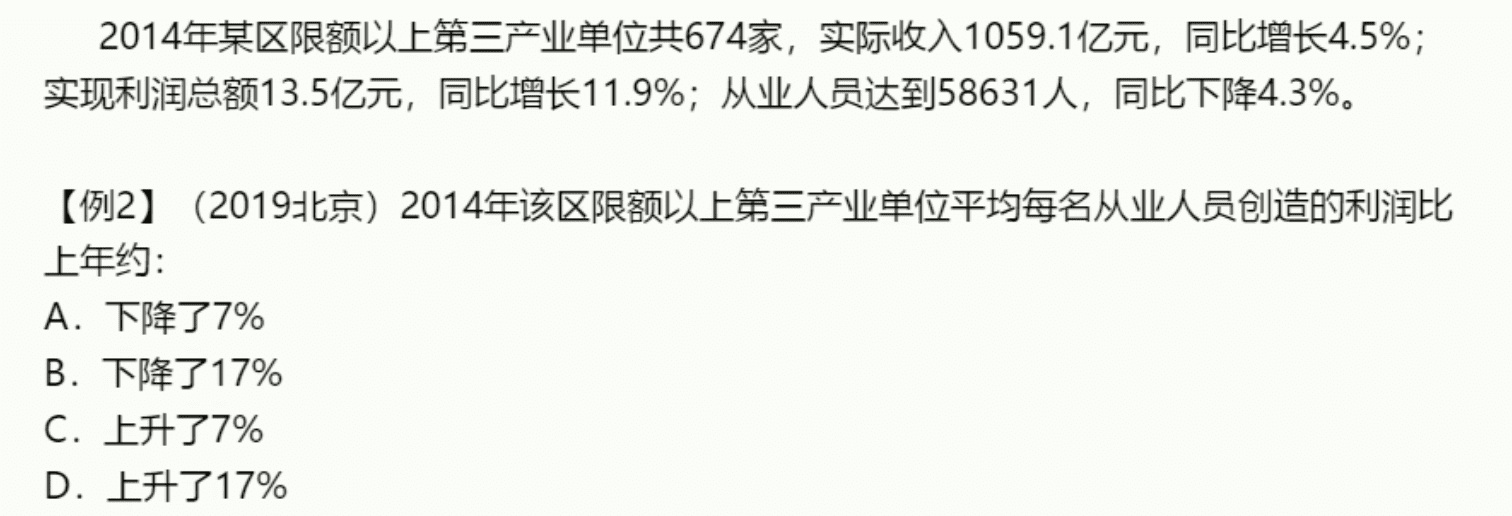 2014年某区限额以上第三产业单位共674家，实际收入1059.1亿元，同比增长4.5%；
实现利润总额13.5亿元，同比增长11.9%；从业人员达到58631人，同比下降4.3%。
【例2】（2019北京）2014年该区限额以上第三产业单位平均每名从业人员创造的利润比
上年约：
A．下降了7%
B．下降了17%
C．上升了7%
D．上升了17%